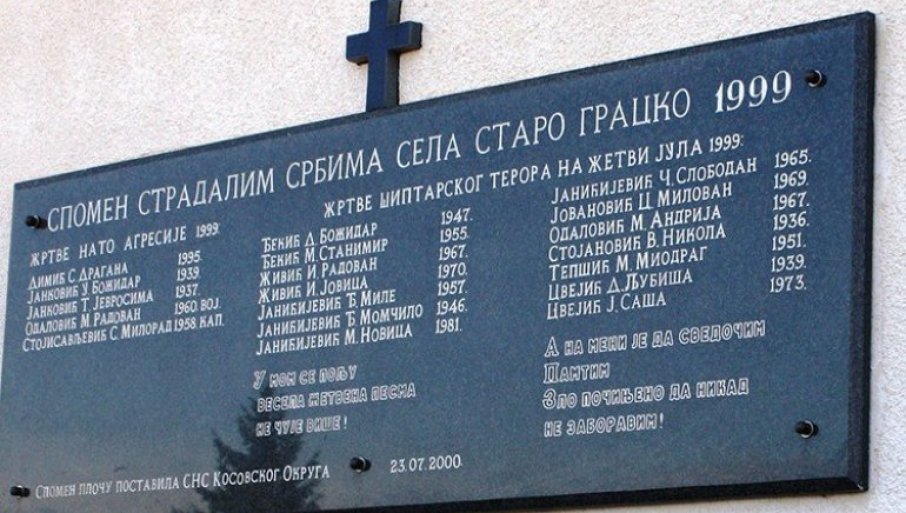 СПОМЕН СТРАДАЛИМ СРБИМА СЕЛА СТАРО ГРАЦКО 1999
ЖРТВЕ НАТО АГРЕСИЈЕ 1999
ДИМИЋ С. ДРАГАНА 1995.
ЈАНКОВИЋ У. БОЖИДАР 1939.
ЈАНКОВИЋ Т. ЈЕВРОСИМА 1937.
ОДАЛОВИЋ М. РАДОВАН 1960. ВОЈ.
СТОЈИСАВЉЕВИЋ С. МИЛОРАД 1958. КАП.
ЖРТВЕ ШИПТАРСКОГ ТЕРОРА НА ЖЕТВИ ЈУЛА 1999:
ЂЕКИЋ Д. БОЖИДАР 1947.
ЂЕКИЋ М. СТАНИМИР 1955.
ЖИВИЋ И. РАДОВАН 1967.
ЖИВИЋ И. ЈОВИЦА 1970.
ЈАНИЋИЈЕВИЋ Ђ. МИЛЕ 1957.
ЈАНИЋИЈЕВИЋ Ђ. МОМЧИЛО 1946.
ЈАНИЋИЈЕВИЋ М. НОВИЦА 1981.
ЈАНИЋИЈЕВИЋ Ч. СЛОБОДАН 1965.
ЈОВАНОВИЋ Ц. МИЛОВАН 1969.
ОДАЛОВИЋ М. АНДРИЈА 1967.
СТОЈАНОВИЋ В. НИКОЛА 1936.
ТЕПШИЋ М. МИОДРАГ 1951.
ЦВЕЈИЋ Д. ЉУБИША 1939.
ЦВЕЈИЋ Ј. САША 1973.
У МОМ СЕ ПОЉУ
ВЕСЕЛА ЖЕТВЕНА ПЕСМА
НЕ ЧУЈЕ ВИШЕ!
А НА МЕНИ ЈЕ ДА СВЕДОЧИМ
ПАМТИМ
ЗЛО ПОЧИЊЕНО ДА НИКАД
НЕ ЗАБОРАВИМ!
СПОМЕН ПЛОЧУ ПОСТАВИЛА СНС КОСОВСКОГ ОКРУГА 23.07.2000.